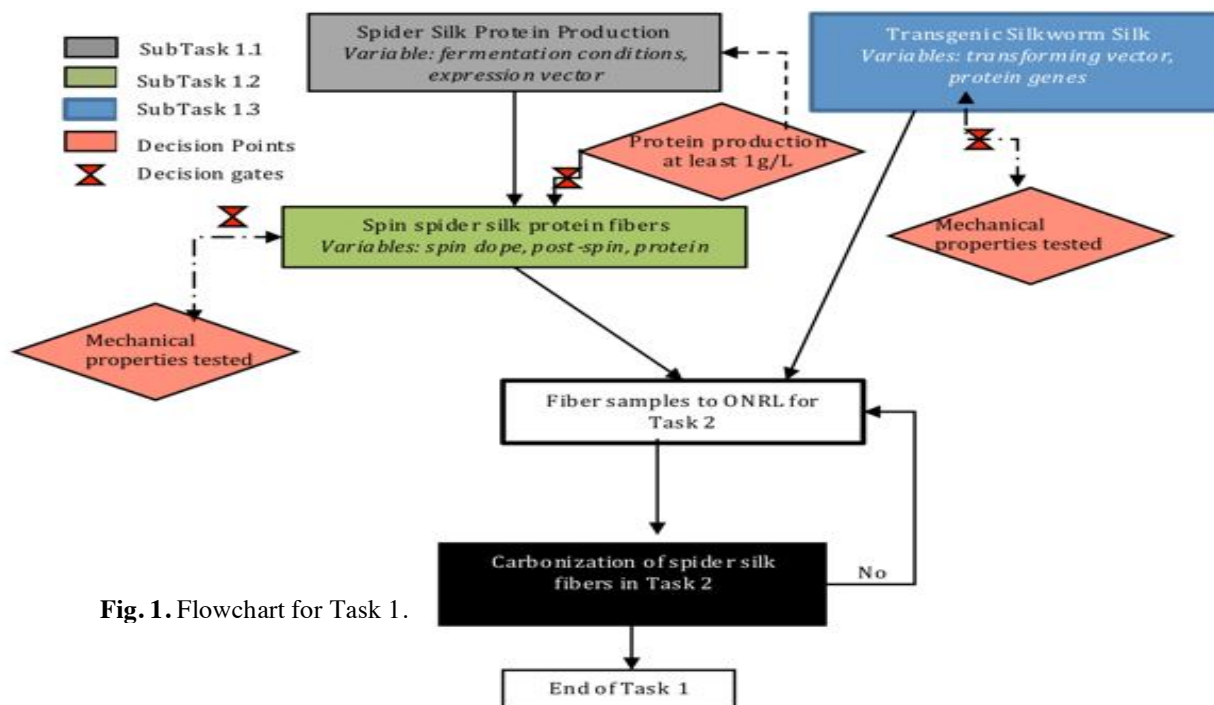 SubTask 1.1
SubTask 1.2
SubTask 1.3
Decision Points
Decision gates
Spider Silk Protein Production
Variable: fermentation conditions,
expression vector
Transgenic Silkworm Silk
Variables: transforming vector,
protein genes
Protein production
at least 1g/L
Spin spider silk protein fibers
Variables: spin dope, post-spin, protein
Mechanical
properties tested
Mechanical
properties tested
Fiber samples to ONRL for
Task 2
Carbonization of spider silk
fibers in Task 2
No
Fig. 1. Flowchart for Task 1.
End of Task 1